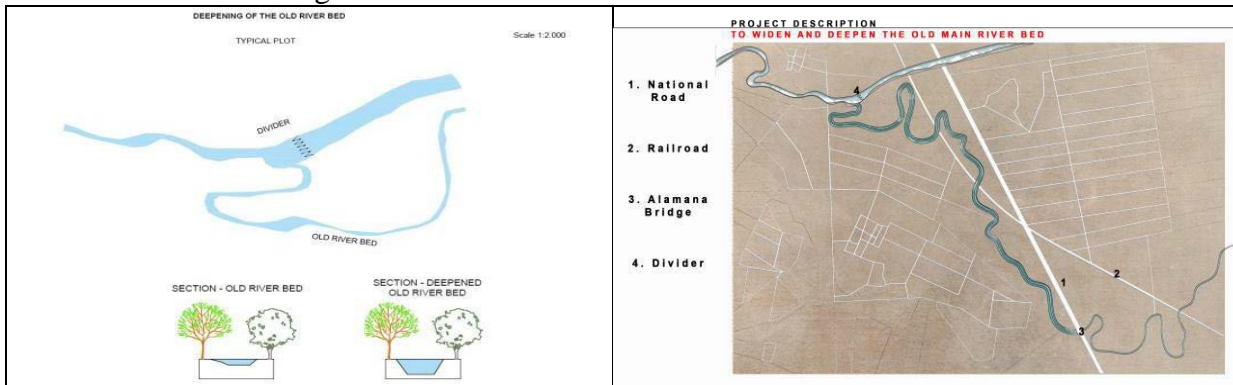 DEEPENING OF THE OLD RIVER BED
TYPICAL PLOT
Scale 1:2.000
DIVIDER
OLD RIVER BED
SECTION - OLD RIVER BED
SECTION - DEEPENED
OLD RIVER BED
PROJECT DESCRIPTION
TO WIDEN AND DEEPEN THE OLD MAIN RIVER BED
1. National
Road
2. Railroad
3. Alamana
Bridge
4. Divider
4
1
2
3